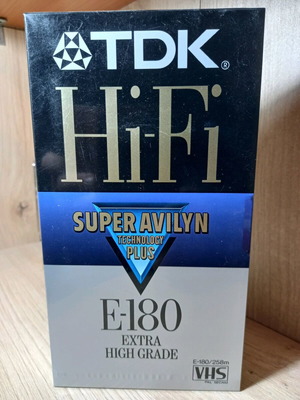 TDK®
Hi-Fi
SUPER AVILYN
TECHNOLOGY
PLUS
E-180
EXTRA
HIGH GRADE
E-180/258m
VHS